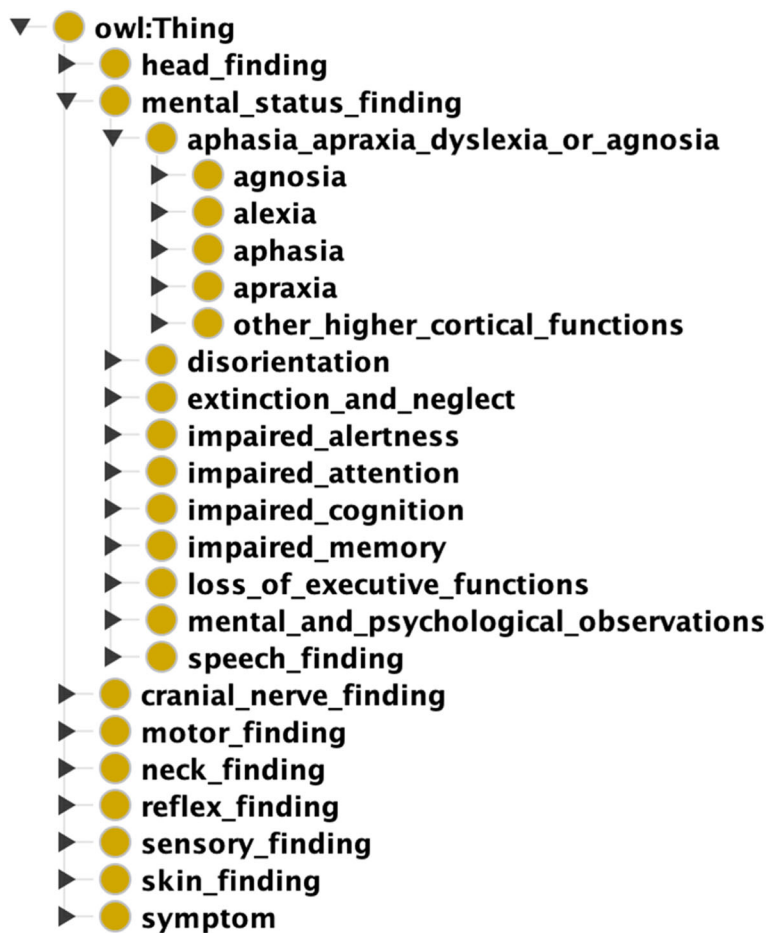 owl:Thing
head_finding
mental_status_finding
aphasia_apraxia_dyslexia_or_agnosia
agnosia
alexia
aphasia
apraxia
other_higher_cortical_functions
disorientation
extinction_and_neglect
impaired_alertness
impaired_attention
impaired_cognition
impaired_memory
loss_of_executive_functions
mental_and_psychological_observations
speech_finding
cranial_nerve_finding
motor_finding
neck_finding
reflex_finding
sensory_finding
skin_finding
symptom